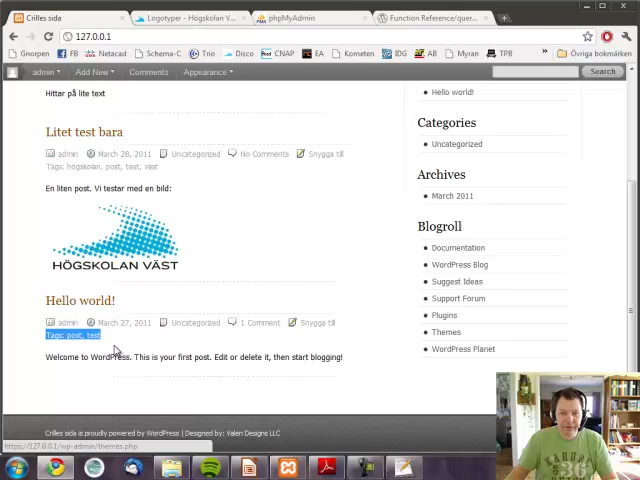 Crilles sida
Logotyper - Högskolan V...
phpMyAdmin
Function Reference/quer...
127.0.0.1
Gnorpen
FB
Netacad
Schema-C
Trio
Disco
CNAP
EA
Kometen
IDG
AB
Myran
TPB
»
Övriga bokmärken
admin
Add New
Comments
Appearance
Search
Hittar på lite text
Hello world!
Litet test bara
admin
March 28, 2011
Uncategorized
No Comments
Snygga till
Tags: högskolan, post, test, väst
En liten post. Vi testar med en bild:
HÖGSKOLAN VÄST
Hello world!
admin
March 27, 2011
Uncategorized
1 Comment
Snygga till
Tags: post, test
Welcome to WordPress. This is your first post. Edit or delete it, then start blogging!
Categories
Uncategorized
Archives
March 2011
Blogroll
Documentation
WordPress Blog
Suggest Ideas
Support Forum
Plugins
Themes
WordPress Planet
Crilles sida is proudly powered by WordPress | Designed by: Valen Designs LLC
https://127.0.0.1/wp-admin/themes.php